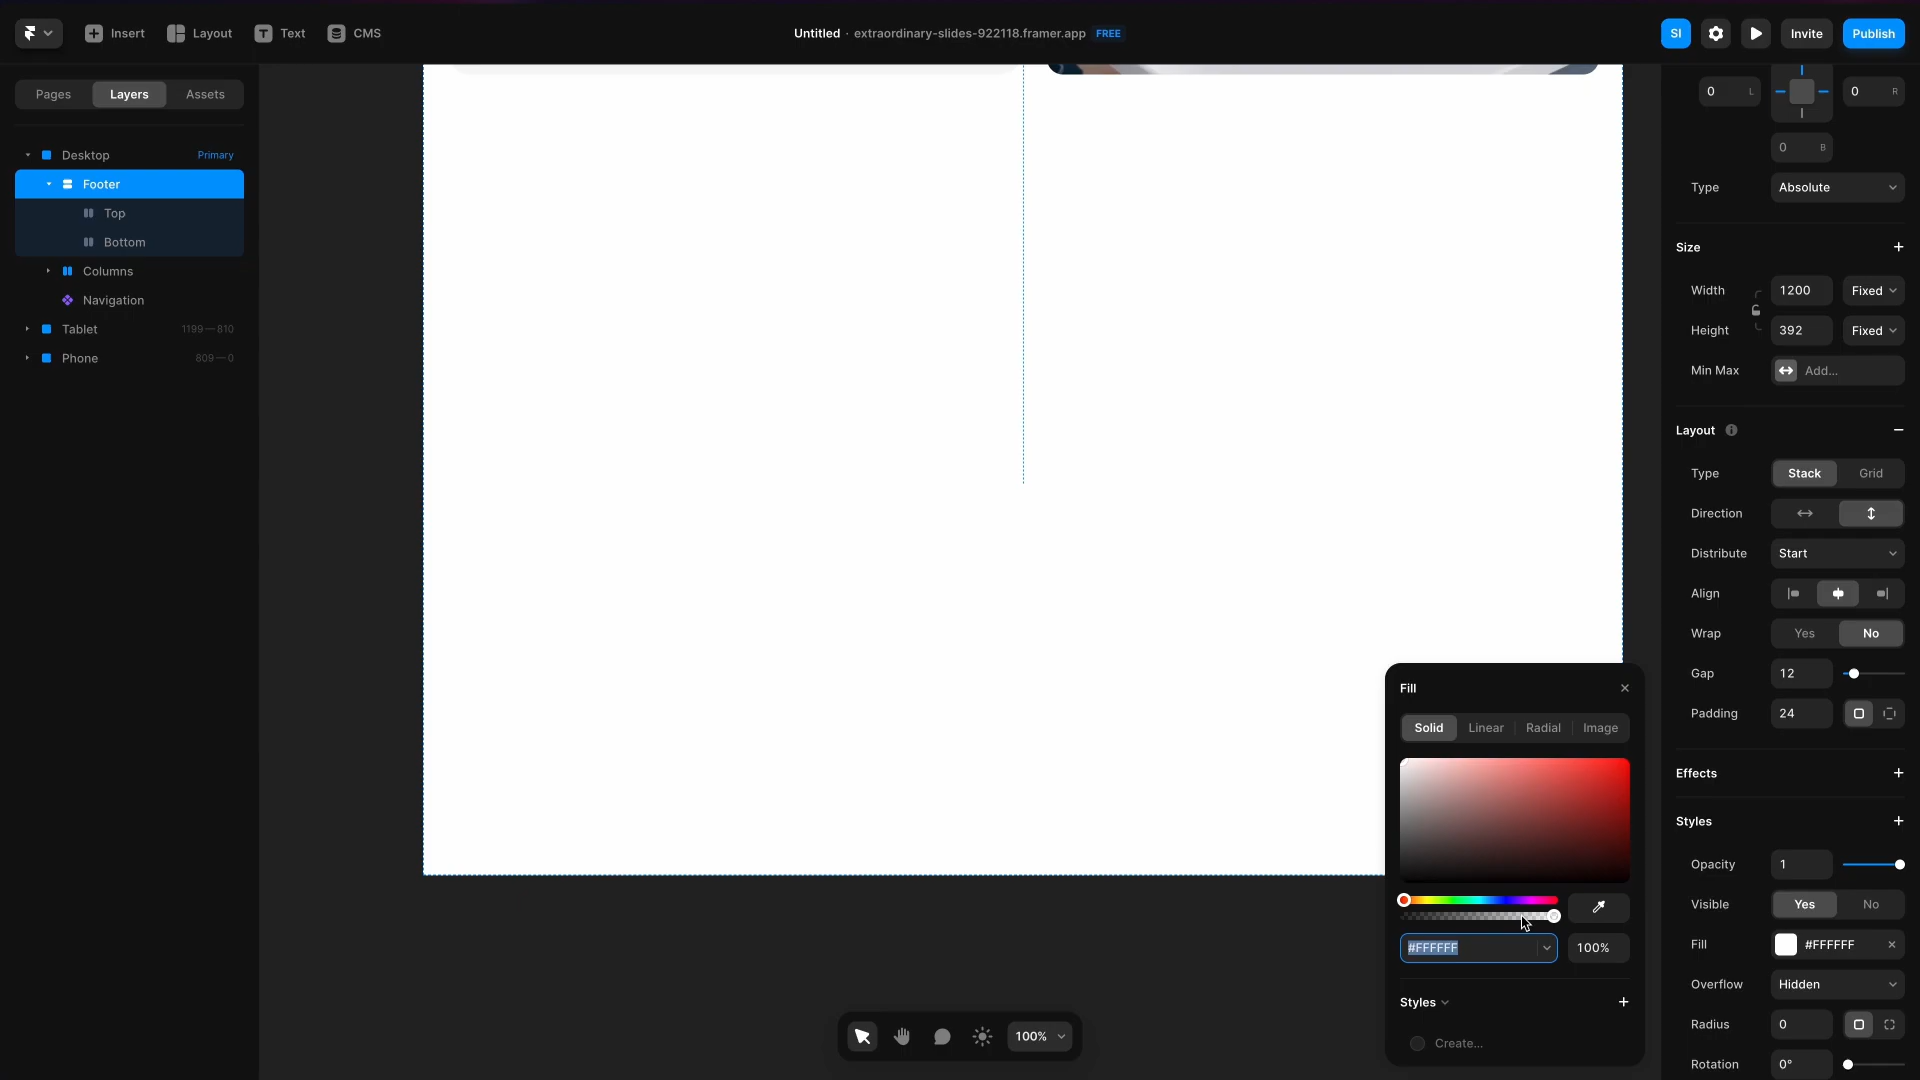 Insert
Layout
Text
CMS
Untitled · extraordinary-slides-922118.framer.app FREE
SI
Invite
Publish
Pages
Layers
Assets
Desktop Primary
Footer
Top
Bottom
Columns
Navigation
Tablet 1199—810
Phone 809—0
0 L
0 R
0 B
Type Absolute
Size
Width 1200 Fixed
Height 392 Fixed
Min Max Add...
Layout
Type Stack Grid
Direction
Distribute Start
Align
Wrap Yes No
Gap 12
Padding 24
Effects
Styles
Opacity 1
Visible Yes No
Fill #FFFFFF
Overflow Hidden
Radius 0
Rotation 0°
Fill
Solid Linear Radial Image
#FFFFFF 100%
Styles
Create...
100%